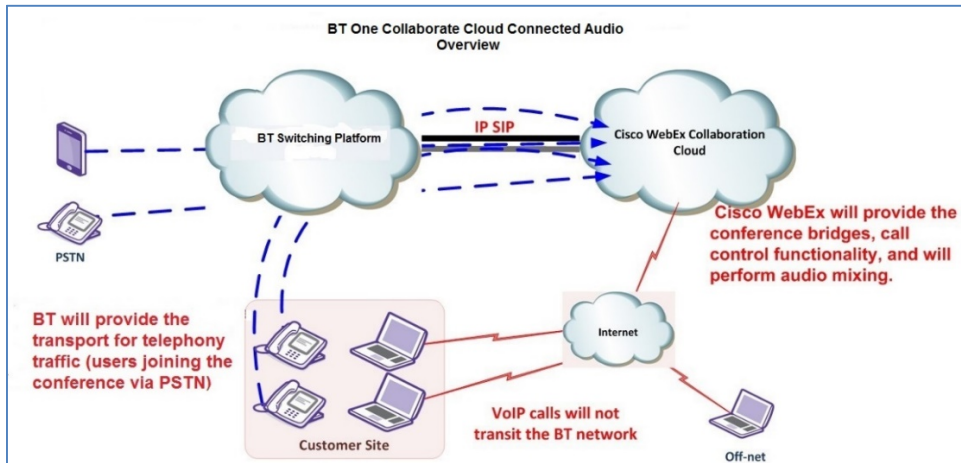 BT One Collaborate Cloud Connected Audio
Overview
BT Switching Platform
IP SIP
Cisco WebEx Collaboration
Cloud
PSTN
Cisco WebEx will provide the
conference bridges, call
control functionality, and will
perform audio mixing.
BT will provide the
transport for telephony
traffic (users joining the
conference via PSTN)
Internet
VoIP calls will not
transit the BT network
Customer Site
Off-net